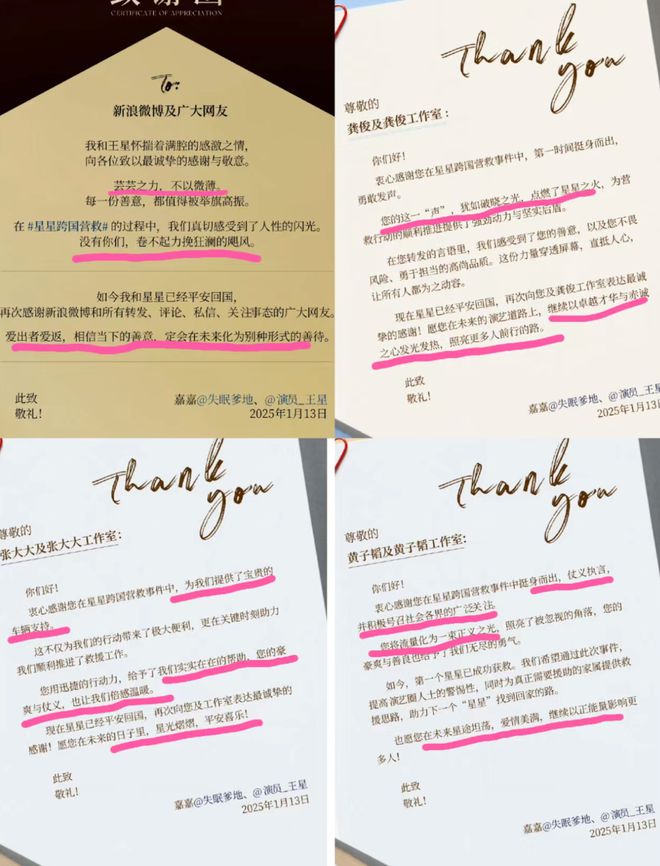 CERTIFICATE OF APPRECIATION
To:
新浪微博及广大网友
我和王星怀揣着满腔的感激之情，
向各位致以最诚挚的感谢与敬意。
芸芸之力，不以微薄。
每一份善意，都值得被举旗高振。
在 #星星跨国营救# 的过程中，我们真切感受到了人性的闪光。
没有你们，卷不起力挽狂澜的飓风。
如今我和星星已经平安回国，
再次感谢新浪微博和所有转发、评论、私信、关注事态的广大网友。
爱出者爱返，相信当下的善意，定会在未来化为别种形式的善待。
此致
敬礼！
嘉嘉@失眠爹地、@演员_王星
2025年1月13日
Thank you
尊敬的
龚俊及龚俊工作室：
你们好！
衷心感谢您在星星跨国营救事件中，第一时间挺身而出，
勇敢发声。
您的这一“声”，犹如破晓之光，点燃了星星之火，为营
救行动的顺利推进提供了强劲动力与坚实后盾。
在您转发的言语里，我们感受到了您的善意，以及您不畏
风险、勇于担当的高尚品质。这份力量穿透屏幕，直抵人心，
让所有人都为之动容。
现在星星已经平安回国，再次向您及工作室表达最诚
挚的感谢！愿您在未来的演艺道路上，继续以卓越才华与赤诚
之心发光发热，照亮更多人前行的路。
此致
敬礼！
嘉嘉@失眠爹地、@演员_王星
2025年1月13日
Thank you
尊敬的
张大大及张大大工作室：
你们好！
衷心感谢您在星星跨国营救事件中，为我们提供了宝贵的
车辆支持。
这不仅为我们的行动带来了极大便利，更在关键时刻助力
我们顺利推进了救援工作。
您用迅捷的行动力，给予了我们实实在在的帮助，您的豪
爽与仗义，也让我们倍感温暖。
现在星星已经平安回国，再次向您及工作室表达最诚挚的
感谢！愿您在未来的日子里，星光熠熠，平安喜乐！
此致
敬礼！
嘉嘉@失眠爹地、@演员_王星
2025年1月13日
Thank you
尊敬的
黄子韬及黄子韬工作室：
你们好！
衷心感谢您在星星跨国营救事件中挺身而出，仗义执言，
并积极号召社会各界的广泛关注。
您将流量化为一束正义之光，照亮了被忽视的角落，您的
豪爽与善良也给予了我们无尽的勇气。
如今，第一个星星已成功获救。我们希望通过此次事件，
提高演艺圈人士的警惕性，同时为真正需要援助的家属提供救
援思路，助力下一个“星星”找到回家的路。
也愿您在未来星途坦荡，爱情美满，继续以正能量影响更
多人！
此致
敬礼！
嘉嘉@失眠爹地、@演员_王星
2025年1月13日